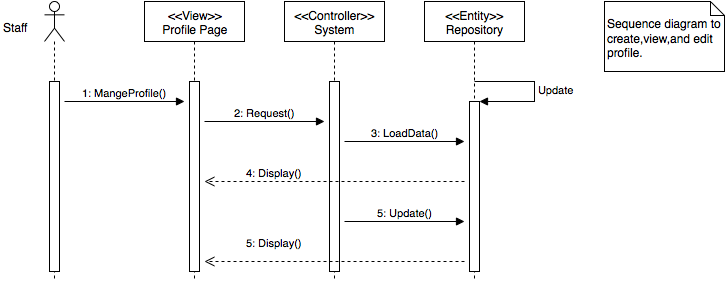 Staff
<<View>>
Profile Page
<<Controller>>
System
<<Entity>>
Repository
Sequence diagram to
create,view,and edit
profile.
Update
1: MangeProfile()
2: Request()
3: LoadData()
4: Display()
5: Update()
5: Display()